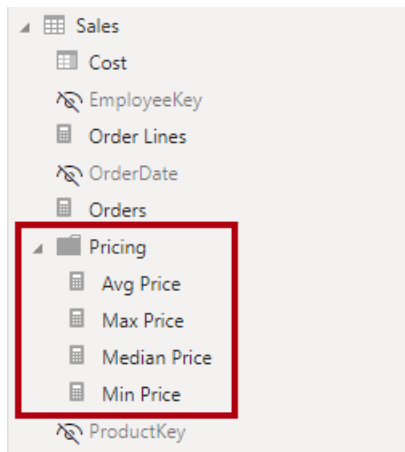 Sales
Cost
EmployeeKey
Order Lines
OrderDate
Orders
Pricing
Avg Price
Max Price
Median Price
Min Price
ProductKey